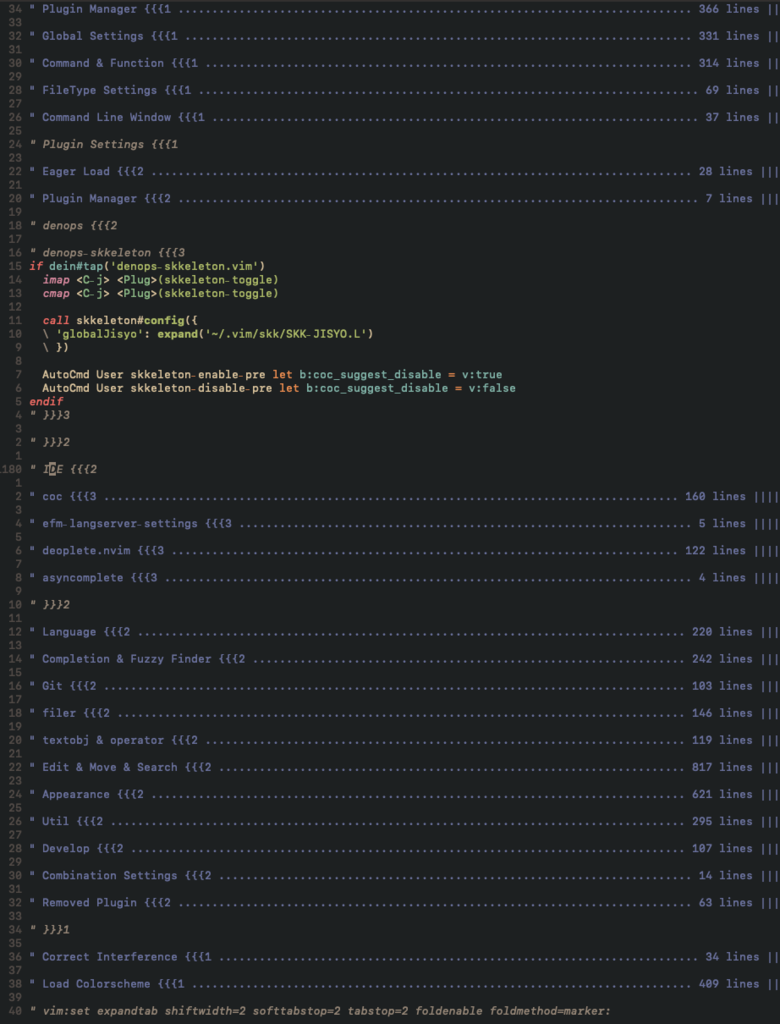 34 " Plugin Manager {{{1 ............................................................................ 366 lines ||
33
32 " Global Settings {{{1 ........................................................................... 331 lines ||
31
30 " Command & Function {{{1 ........................................................................ 314 lines ||
29
28 " FileType Settings {{{1 .......................................................................... 69 lines ||
27
26 " Command Line Window {{{1 ........................................................................ 37 lines ||
25
24 " Plugin Settings {{{1
23
22 " Eager Load {{{2 ................................................................................ 28 lines |||
21
20 " Plugin Manager {{{2 ............................................................................. 7 lines |||
19
18 " denops {{{2
17
16 " denops-skkeleton {{{3
15 if dein#tap('denops-skkeleton.vim')
14   imap <C-j> <Plug>(skkeleton-toggle)
13   cmap <C-j> <Plug>(skkeleton-toggle)
12
11   call skkeleton#config({
10   \ 'globalJisyo': expand('~/.vim/skk/SKK-JISYO.L')
9   \ })
8
7   AutoCmd User skkeleton-enable-pre let b:coc_suggest_disable = v:true
6   AutoCmd User skkeleton-disable-pre let b:coc_suggest_disable = v:false
5 endif
4 " }}}3
3
2 " }}}2
1
1180 " IDE {{{2
1
2 " coc {{{3 ..................................................................................... 160 lines ||||
3
4 " efm-langserver-settings {{{3 ................................................................... 5 lines ||||
5
6 " deoplete.nvim {{{3 ........................................................................... 122 lines ||||
7
8 " asyncomplete {{{3 .............................................................................. 4 lines ||||
9
10 " }}}2
11
12 " Language {{{2 ................................................................................. 220 lines |||
13
14 " Completion & Fuzzy Finder {{{2 ................................................................ 242 lines |||
15
16 " Git {{{2 ...................................................................................... 103 lines |||
17
18 " filer {{{2 .................................................................................... 146 lines |||
19
20 " textobj & operator {{{2 ....................................................................... 119 lines |||
21
22 " Edit & Move & Search {{{2 ..................................................................... 817 lines |||
23
24 " Appearance {{{2 ............................................................................... 621 lines |||
25
26 " Util {{{2 ..................................................................................... 295 lines |||
27
28 " Develop {{{2 .................................................................................. 107 lines |||
29
30 " Combination Settings {{{2 ...................................................................... 14 lines |||
31
32 " Removed Plugin {{{2 ............................................................................ 63 lines |||
33
34 " }}}1
35
36 " Correct Interference {{{1 ....................................................................... 34 lines ||
37
38 " Load Colorscheme {{{1 .......................................................................... 409 lines ||
39
40 " vim:set expandtab shiftwidth=2 softtabstop=2 tabstop=2 foldenable foldmethod=marker: